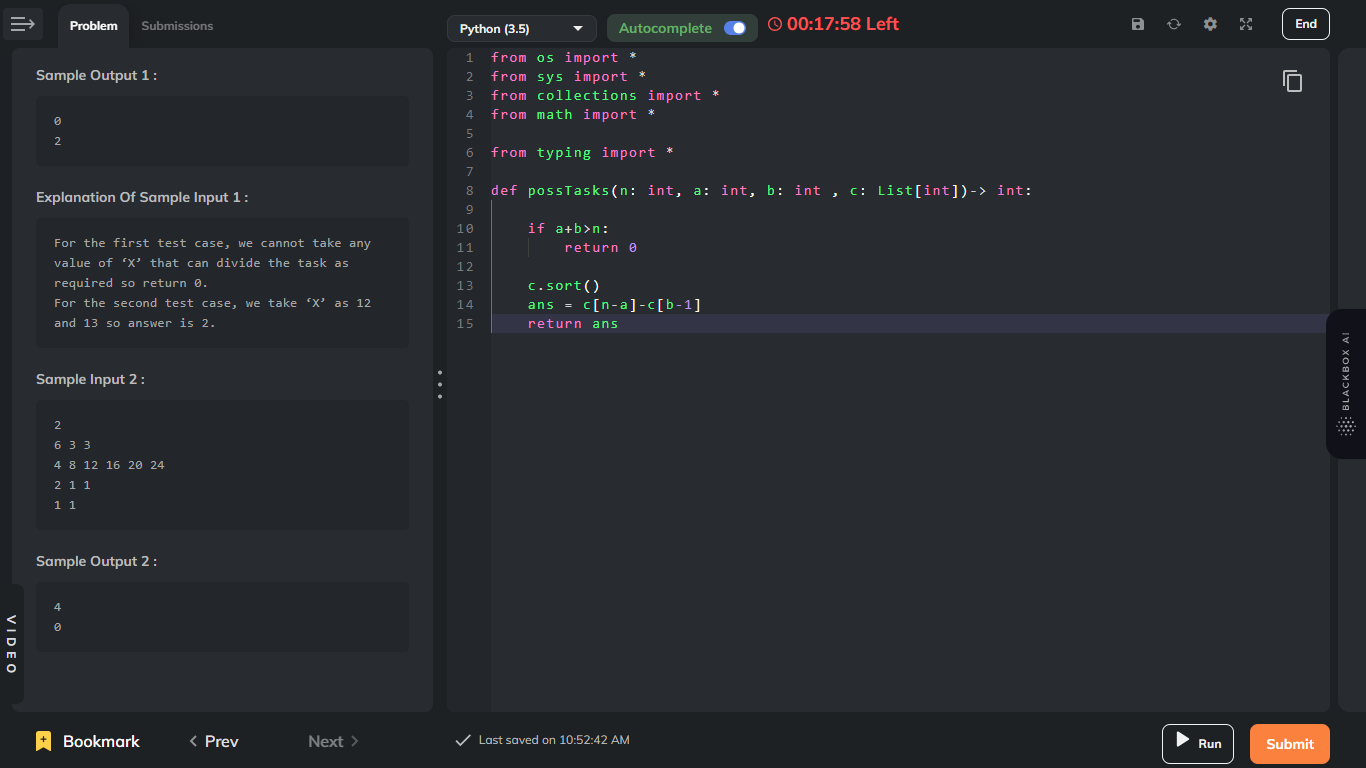 Problem
Submissions
Python (3.5)
Autocomplete
00:17:58 Left
End
Sample Output 1 :
0
2
Explanation Of Sample Input 1 :
For the first test case, we cannot take any
value of ‘X’ that can divide the task as
required so return 0.
For the second test case, we take ‘X’ as 12
and 13 so answer is 2.
Sample Input 2 :
2
6 3 3
4 8 12 16 20 24
2 1 1
1 1
Sample Output 2 :
4
0
VIDEO
1 from os import *
2 from sys import *
3 from collections import *
4 from math import *
5
6 from typing import *
7
8 def possTasks(n: int, a: int, b: int , c: List[int])-> int:
9
10     if a+b>n:
11         return 0
12
13     c.sort()
14     ans = c[n-a]-c[b-1]
15     return ans
BLACKBOX AI
Bookmark
Prev
Next
Last saved on 10:52:42 AM
Run
Submit